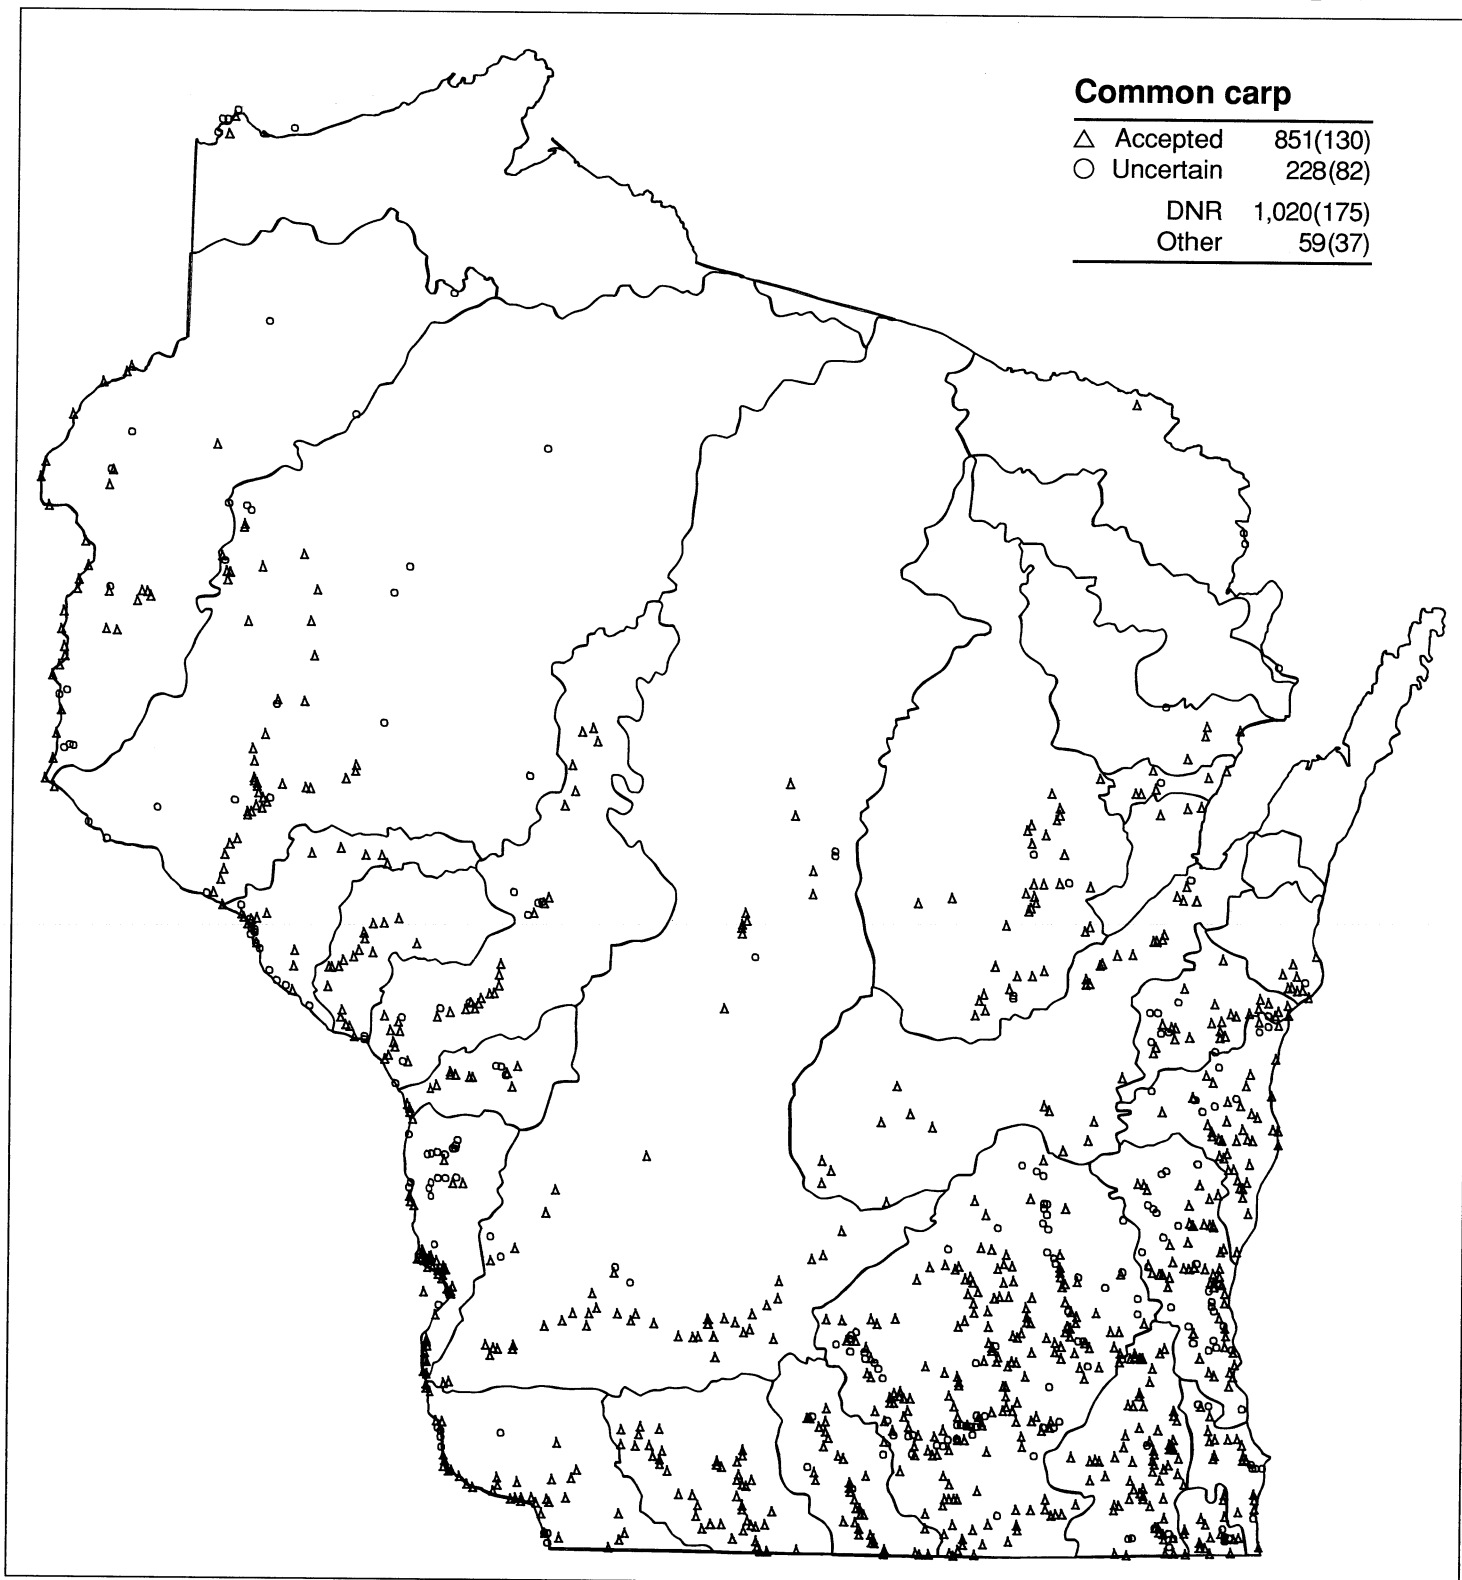 Common carp
△ Accepted 851(130)
○ Uncertain 228(82)
DNR 1,020(175)
Other 59(37)